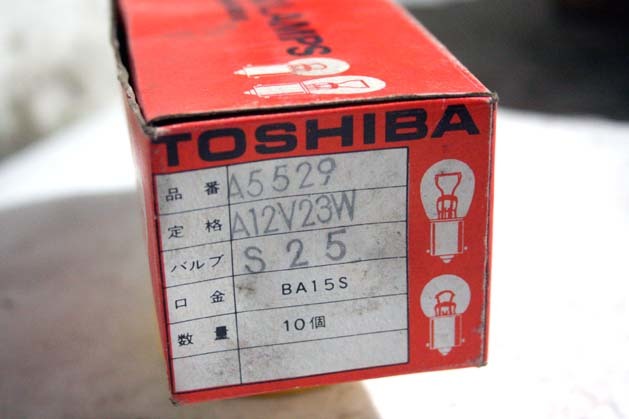 LAMPS
TOSHIBA
品番 A5529
定格 A12V23W
バルブ S25
口金 BA15S
数量 10個